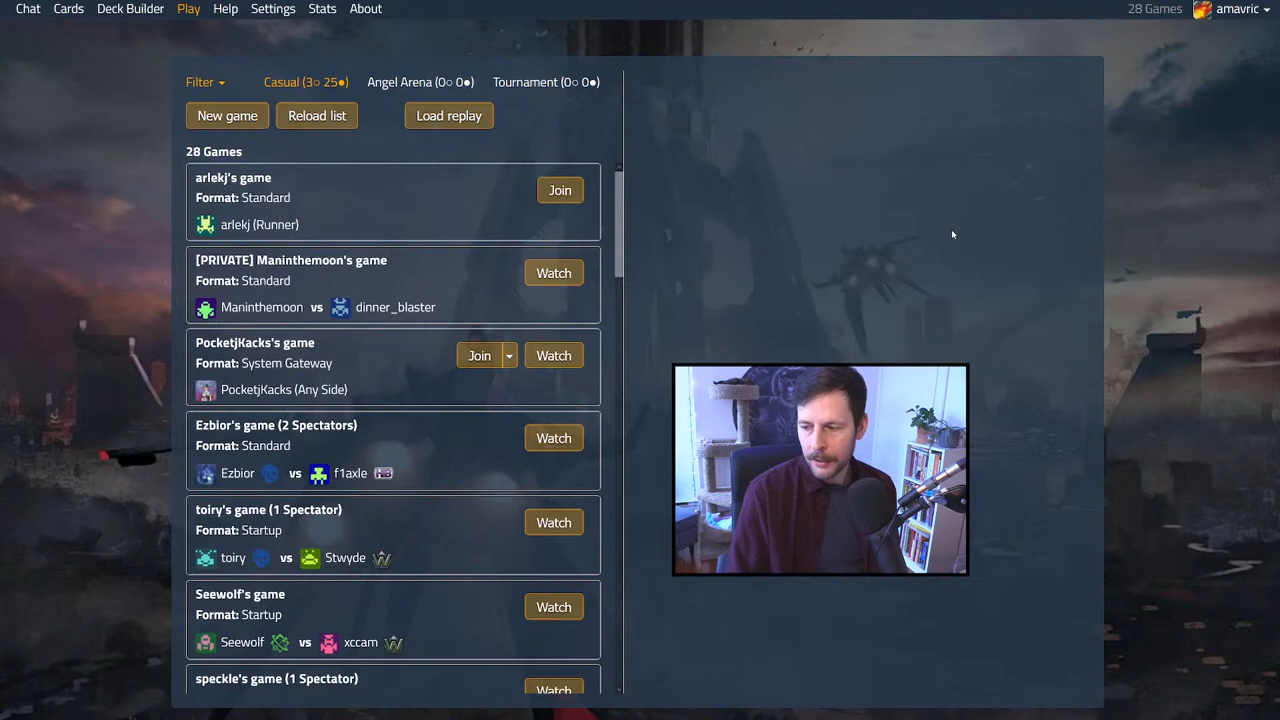 Chat Cards Deck Builder Play Help Settings Stats About 28 Games amavric
Filter Casual (3○ 25●) Angel Arena (0○ 0●) Tournament (0○ 0●)
New game Reload list Load replay
28 Games
arlekj's game
Join
Format: Standard
arlekj (Runner)
[PRIVATE] Maninthemoon's game
Watch
Format: Standard
Maninthemoon vs dinner_blaster
PocketjKacks's game
Join Watch
Format: System Gateway
PocketjKacks (Any Side)
Ezbior's game (2 Spectators)
Watch
Format: Standard
Ezbior vs f1axle
toiry's game (1 Spectator)
Watch
Format: Startup
toiry vs Stwyde
Seewolf's game
Watch
Format: Startup
Seewolf vs xccam
speckle's game (1 Spectator)
Watch